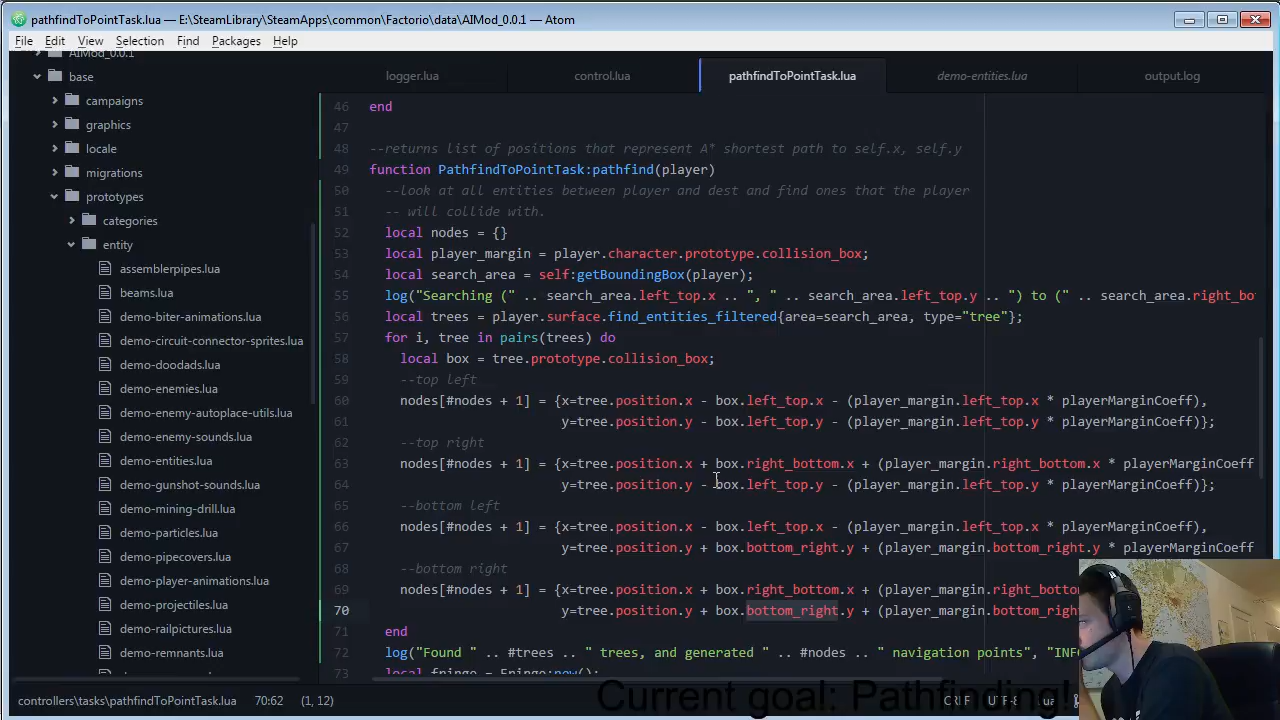 pathfindToPointTask.lua — E:\SteamLibrary\SteamApps\common\Factorio\data\AIMod_0.0.1 — Atom
File Edit View Selection Find Packages Help
AIMod_0.0.1
base
campaigns
graphics
locale
migrations
prototypes
categories
entity
assemblerpipes.lua
beams.lua
demo-biter-animations.lua
demo-circuit-connector-sprites.lua
demo-doodads.lua
demo-enemies.lua
demo-enemy-autoplace-utils.lua
demo-enemy-sounds.lua
demo-entities.lua
demo-gunshot-sounds.lua
demo-mining-drill.lua
demo-particles.lua
demo-pipecovers.lua
demo-player-animations.lua
demo-projectiles.lua
demo-railpictures.lua
demo-remnants.lua
logger.lua control.lua pathfindToPointTask.lua demo-entities.lua output.log
46 end
47
48 --returns list of positions that represent A* shortest path to self.x, self.y
49 function PathfindToPointTask:pathfind(player)
50 --look at all entities between player and dest and find ones that the player
51 -- will collide with.
52 local nodes = {}
53 local player_margin = player.character.prototype.collision_box;
54 local search_area = self:getBoundingBox(player);
55 log("Searching (" .. search_area.left_top.x .. ", " .. search_area.left_top.y .. ") to (" .. search_area.right_bo
56 local trees = player.surface.find_entities_filtered{area=search_area, type="tree"};
57 for i, tree in pairs(trees) do
58 local box = tree.prototype.collision_box;
59 --top left
60 nodes[#nodes + 1] = {x=tree.position.x - box.left_top.x - (player_margin.left_top.x * playerMarginCoeff),
61 y=tree.position.y - box.left_top.y - (player_margin.left_top.y * playerMarginCoeff)};
62 --top right
63 nodes[#nodes + 1] = {x=tree.position.x + box.right_bottom.x + (player_margin.right_bottom.x * playerMarginCoeff
64 y=tree.position.y - box.left_top.y - (player_margin.left_top.y * playerMarginCoeff)};
65 --bottom left
66 nodes[#nodes + 1] = {x=tree.position.x - box.left_top.x - (player_margin.left_top.x * playerMarginCoeff),
67 y=tree.position.y + box.bottom_right.y + (player_margin.bottom_right.y * playerMarginCoeff
68 --bottom right
69 nodes[#nodes + 1] = {x=tree.position.x + box.right_bottom.x + (player_margin.right_botto
70 y=tree.position.y + box.bottom_right.y + (player_margin.bottom_righ
71 end
72 log("Found " .. #trees .. " trees, and generated " .. #nodes .. " navigation points", "INF
73 local fringe = Fringe:new();
Current goal: Pathfinding!
controllers\tasks\pathfindToPointTask.lua 70:62 (1, 12) CRLF UTF-8